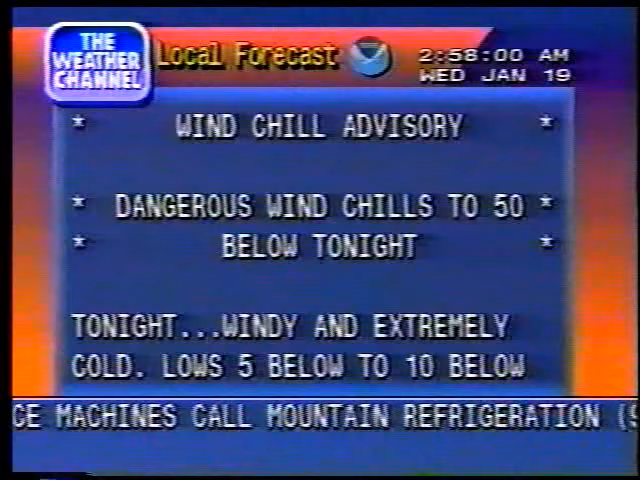 THE
WEATHER
CHANNEL
Local Forecast
2:58:00 AM
WED JAN 19
* WIND CHILL ADVISORY *
* DANGEROUS WIND CHILLS TO 50 *
* BELOW TONIGHT *
TONIGHT...WINDY AND EXTREMELY
COLD. LOWS 5 BELOW TO 10 BELOW
CE MACHINES CALL MOUNTAIN REFRIGERATION (